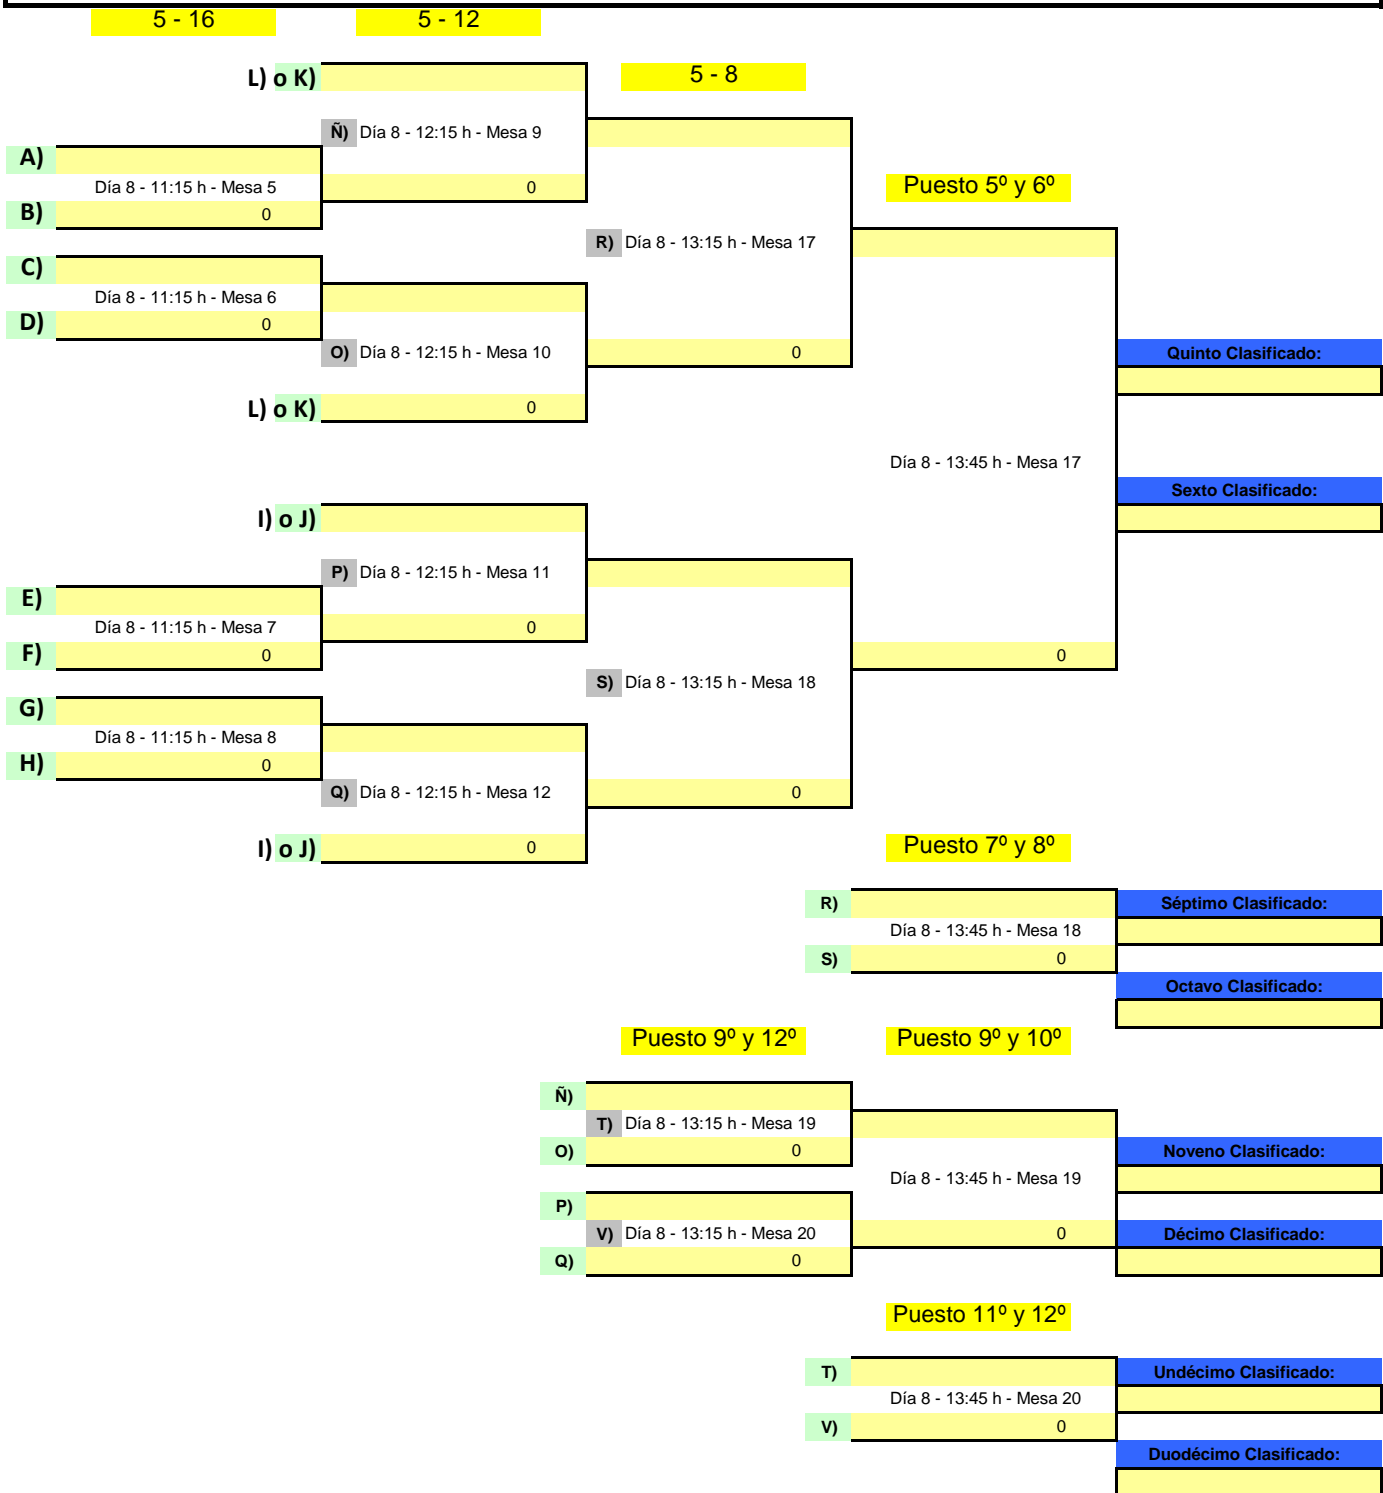 5 - 16 5 - 12
L) o K) 5 - 8
Ñ) Día 8 - 12:15 h - Mesa 9
A)
Día 8 - 11:15 h - Mesa 5 0 Puesto 5º y 6º
B) 0
R) Día 8 - 13:15 h - Mesa 17
C)
Día 8 - 11:15 h - Mesa 6
D) 0
O) Día 8 - 12:15 h - Mesa 10 0 Quinto Clasificado:
L) o K) 0
Día 8 - 13:45 h - Mesa 17
Sexto Clasificado:
I) o J)
P) Día 8 - 12:15 h - Mesa 11
E)
Día 8 - 11:15 h - Mesa 7 0
F) 0 0
S) Día 8 - 13:15 h - Mesa 18
G)
Día 8 - 11:15 h - Mesa 8
H) 0
Q) Día 8 - 12:15 h - Mesa 12 0
I) o J) 0 Puesto 7º y 8º
R) Séptimo Clasificado:
Día 8 - 13:45 h - Mesa 18
S) 0
Octavo Clasificado:
Puesto 9º y 12º Puesto 9º y 10º
Ñ)
T) Día 8 - 13:15 h - Mesa 19
O) 0 Noveno Clasificado:
Día 8 - 13:45 h - Mesa 19
P)
V) Día 8 - 13:15 h - Mesa 20 0 Décimo Clasificado:
Q) 0
Puesto 11º y 12º
T) Undécimo Clasificado:
Día 8 - 13:45 h - Mesa 20
V) 0
Duodécimo Clasificado: